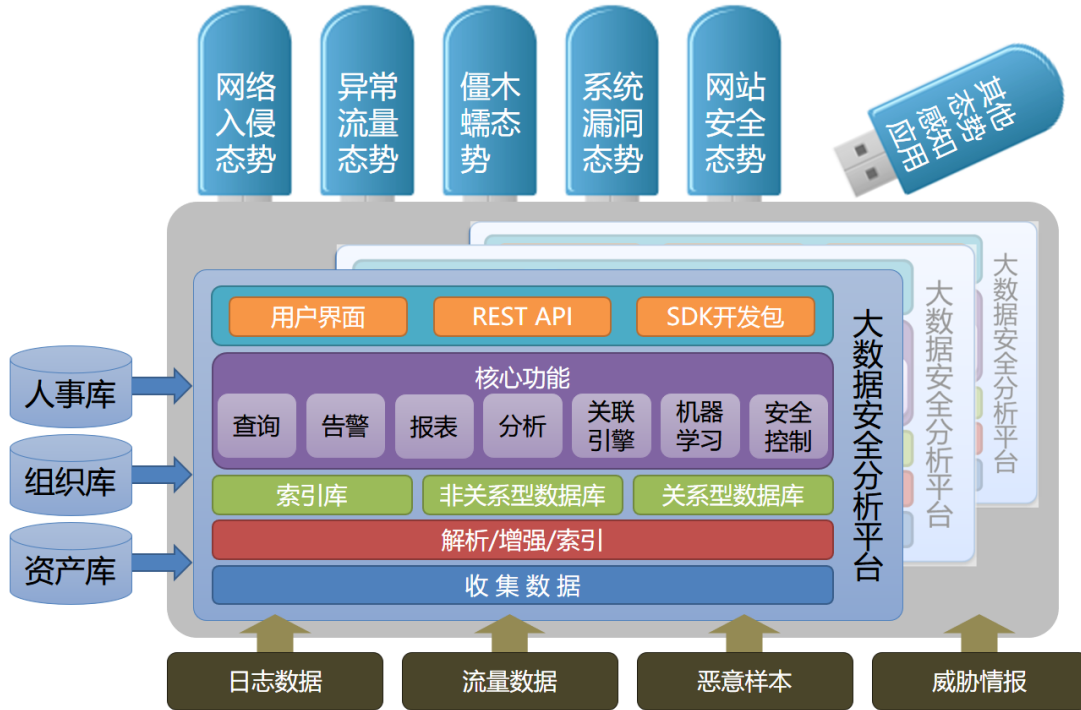 网络
入侵
态势
异常
流量
态势
僵木
蠕态
势
系统
漏洞
态势
网站
安全
态势
其他
态势
感知
应用
大数据安全分析平台
大数据安全分析平台
大数据安全分析平台
用户界面
REST API
SDK开发包
核心功能
查询
告警
报表
分析
关联
引擎
机器
学习
安全
控制
索引库
非关系型数据库
关系型数据库
解析/增强/索引
收 集 数 据
人事库
组织库
资产库
日志数据
流量数据
恶意样本
威胁情报